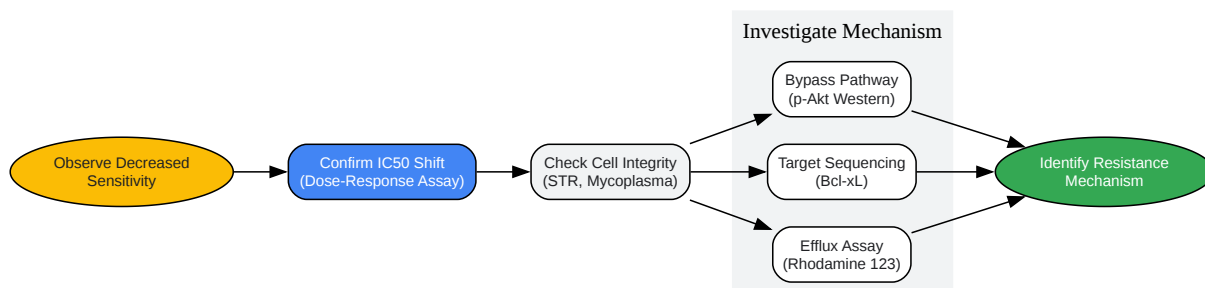 Investigate Mechanism
Observe Decreased
Sensitivity
Confirm IC50 Shift
(Dose-Response Assay)
Check Cell Integrity
(STR, Mycoplasma)
Bypass Pathway
(p-Akt Western)
Target Sequencing
(Bcl-xL)
Efflux Assay
(Rhodamine 123)
Identify Resistance
Mechanism